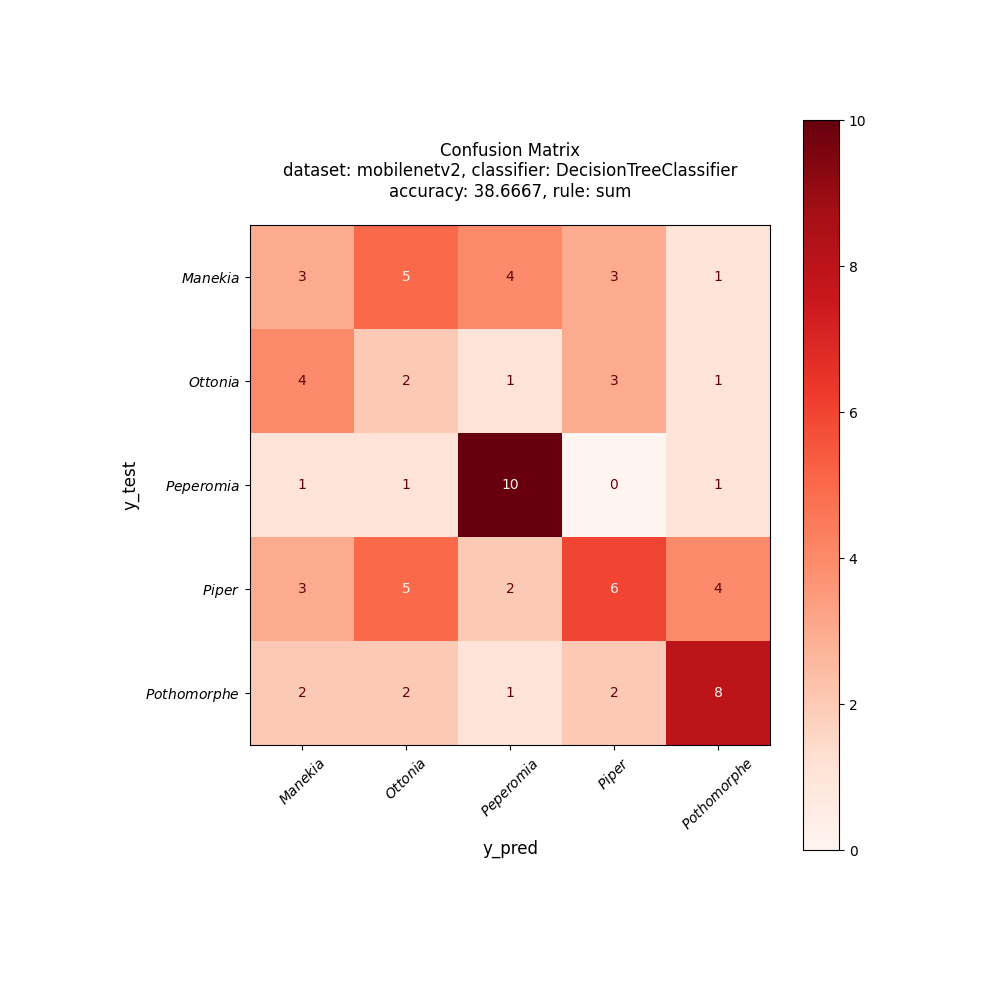 Confusion Matrix
dataset: mobilenetv2, classifier: DecisionTreeClassifier
accuracy: 38.6667, rule: sum
Manekia 3 5 4 3 1
Ottonia 4 2 1 3 1
Peperomia 1 1 10 0 1
Piper 3 5 2 6 4
Pothomorphe 2 2 1 2 8
Manekia Ottonia Peperomia Piper Pothomorphe
y_test
y_pred
10
8
6
4
2
0